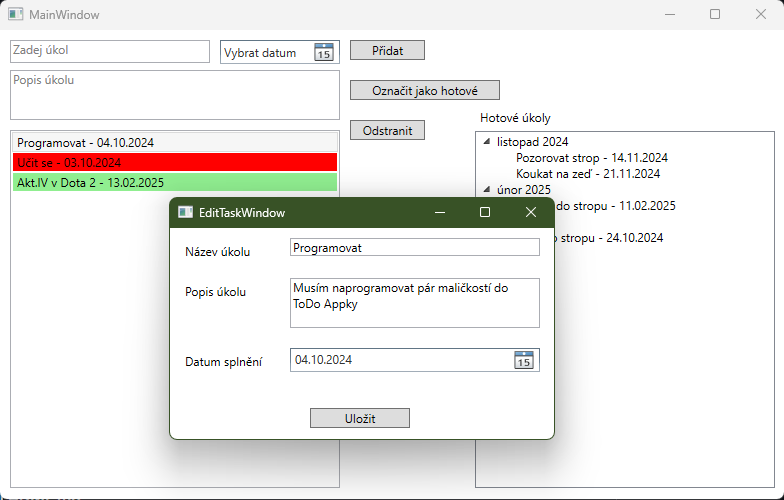 MainWindow
Zadej úkol
Vybrat datum
15
Přidat
Popis úkolu
Označit jako hotové
Odstranit
Hotové úkoly
Programovat - 04.10.2024
Učit se - 03.10.2024
Akt.IV v Dota 2 - 13.02.2025
listopad 2024
Pozorovat strop - 14.11.2024
Koukat na zeď - 21.11.2024
únor 2025
do stropu - 11.02.2025
stropu - 24.10.2024
EditTaskWindow
Název úkolu
Programovat
Popis úkolu
Musím naprogramovat pár maličkostí do
ToDo Appky
Datum splnění
04.10.2024
15
Uložit